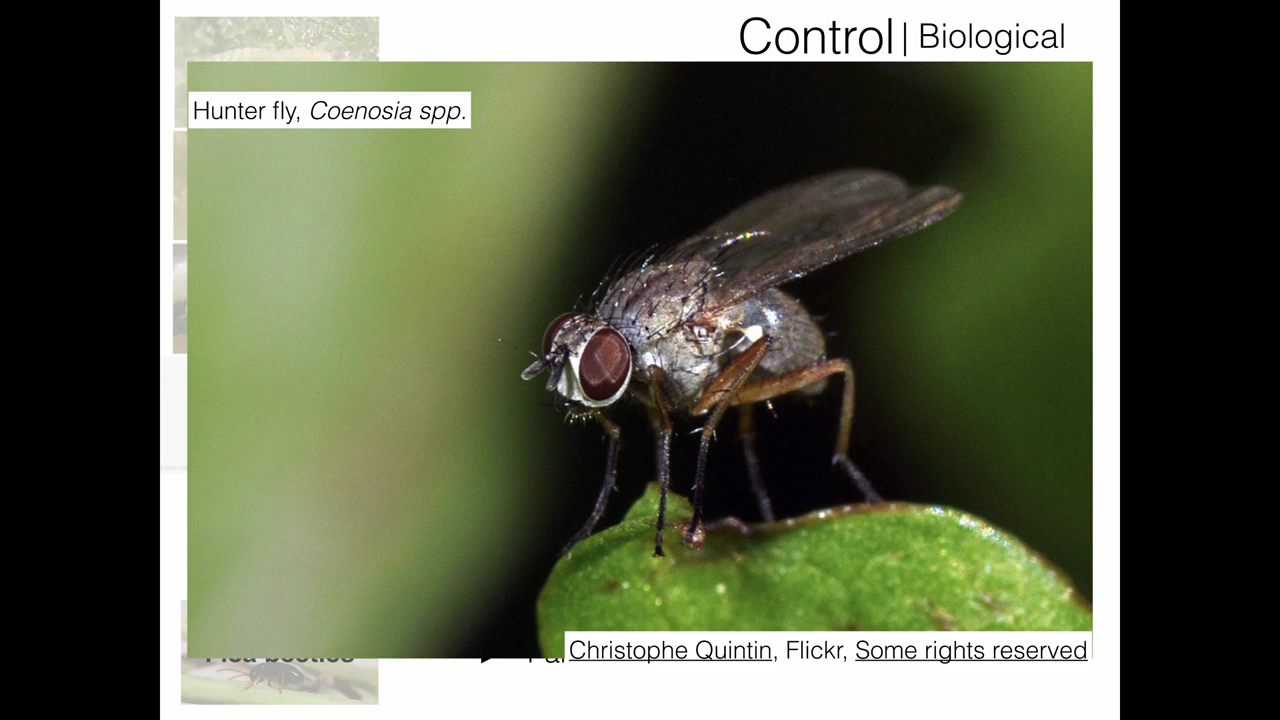 Control | Biological
Hunter fly, Coenosia spp.
Christophe Quintin, Flickr, Some rights reserved